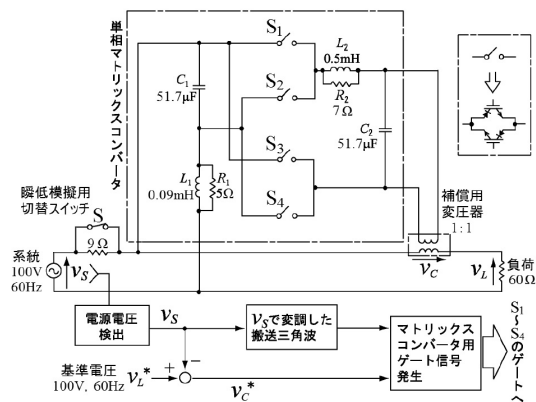 単相マトリックスコンバータ
S1
L2
0.5mH
C1
51.7μF
S2
R2
7Ω
C2
51.7μF
S3
L1
0.09mH
R1
5Ω
S4
瞬低模擬用
切替スイッチ
S
9Ω
補償用
変圧器
1:1
系統
100V
60Hz
vS
vC
vL
負荷
60Ω
電源電圧
検出
vS
vSで変調した
搬送三角波
マトリックス
コンバータ用
ゲート信号
発生
S1～S4のゲートへ
基準電圧
100V, 60Hz
vL*
+
−
vC*